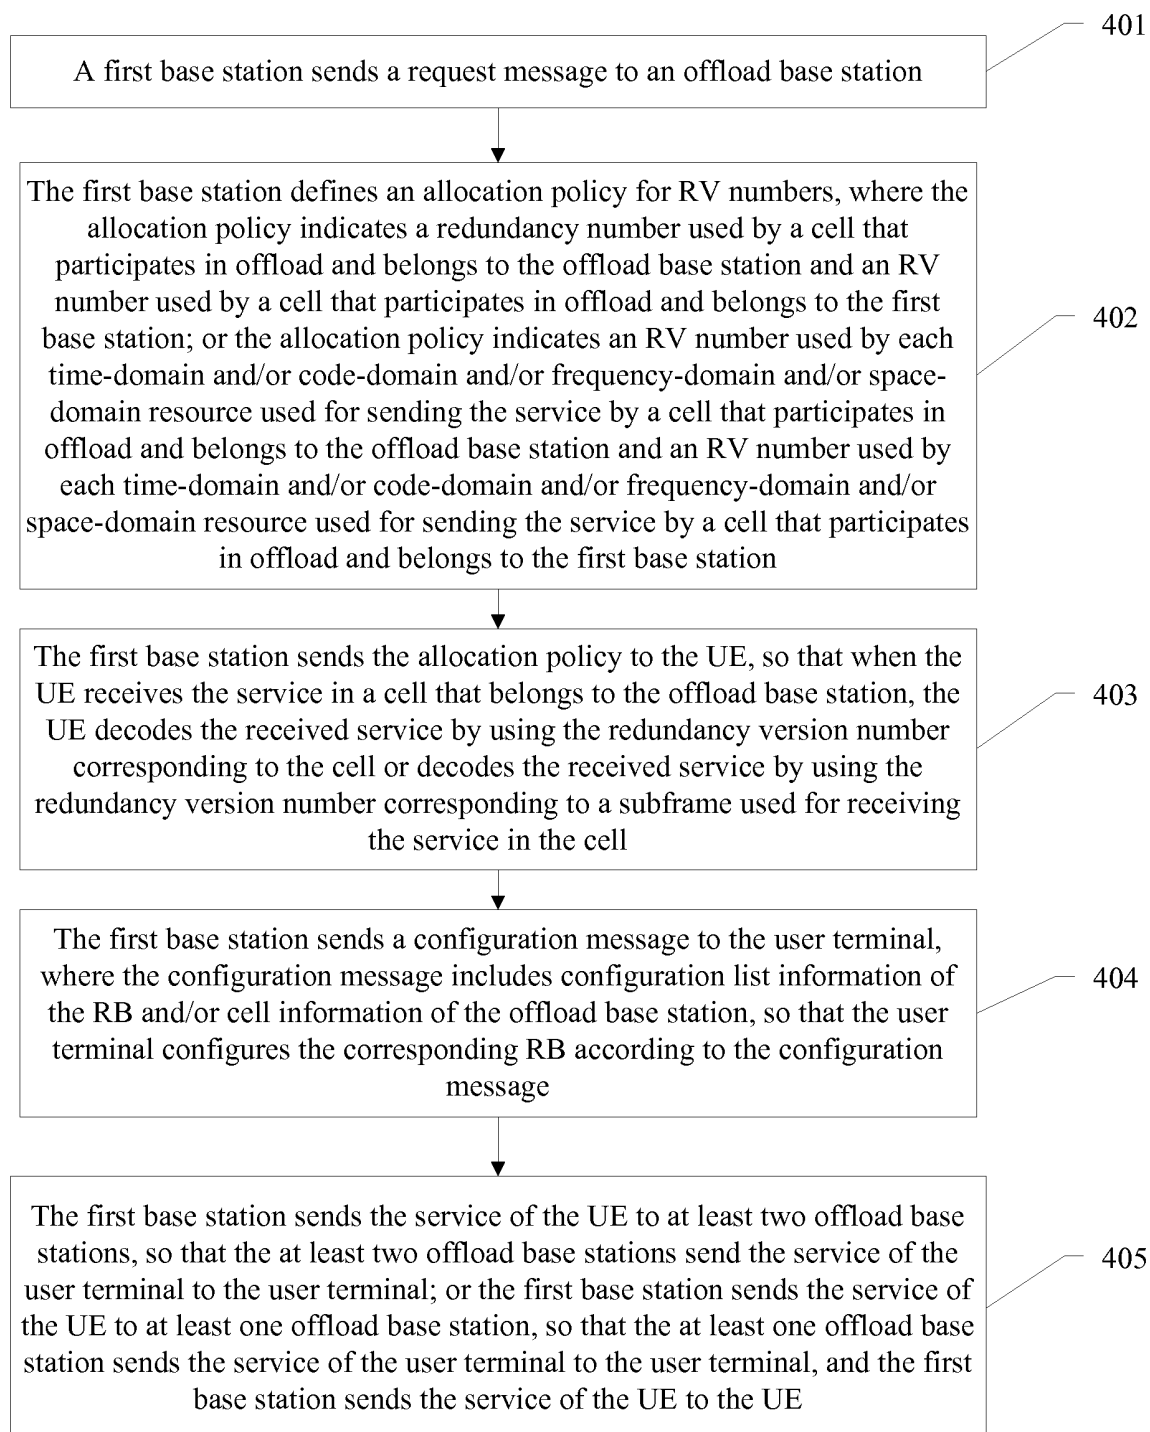 401
A first base station sends a request message to an offload base station
The first base station defines an allocation policy for RV numbers, where the
allocation policy indicates a redundancy number used by a cell that
participates in offload and belongs to the offload base station and an RV
number used by a cell that participates in offload and belongs to the first
base station; or the allocation policy indicates an RV number used by each
time-domain and/or code-domain and/or frequency-domain and/or space-
domain resource used for sending the service by a cell that participates in
offload and belongs to the offload base station and an RV number used by
each time-domain and/or code-domain and/or frequency-domain and/or
space-domain resource used for sending the service by a cell that participates
in offload and belongs to the first base station
402
The first base station sends the allocation policy to the UE, so that when the
UE receives the service in a cell that belongs to the offload base station, the
UE decodes the received service by using the redundancy version number
corresponding to the cell or decodes the received service by using the
redundancy version number corresponding to a subframe used for receiving
the service in the cell
403
The first base station sends a configuration message to the user terminal,
where the configuration message includes configuration list information of
the RB and/or cell information of the offload base station, so that the user
terminal configures the corresponding RB according to the configuration
message
404
The first base station sends the service of the UE to at least two offload base
stations, so that the at least two offload base stations send the service of the
user terminal to the user terminal; or the first base station sends the service of
the UE to at least one offload base station, so that the at least one offload base
station sends the service of the user terminal to the user terminal, and the first
base station sends the service of the UE to the UE
405